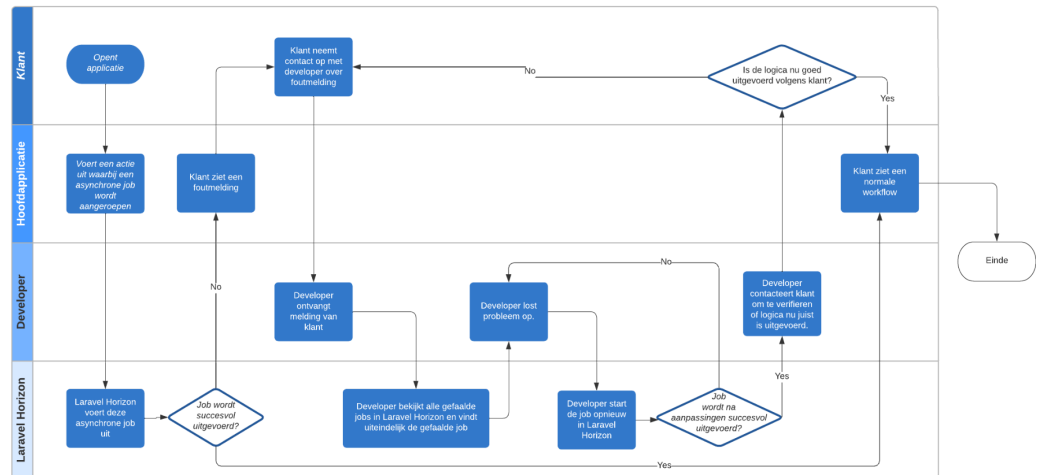 Klant
Opent
applicatie
Klant neemt
contact op met
developer over
foutmelding
No
Is de logica nu goed
uitgevoerd volgens klant?
Yes
Hoofdapplicatie
Voert een actie
uit waarbij een
asynchrone job
wordt
aangeroepen
Klant ziet een
foutmelding
Klant ziet een
normale
workflow
Einde
Developer
No
Developer
ontvangt
melding van
klant
Developer lost
probleem op.
No
Developer
contacteert klant
om te verifieren
of logica nu juist
is uitgevoerd.
Laravel Horizon
Laravel Horizon
voert deze
asynchrone job
uit
Job wordt
succesvol
uitgevoerd?
Developer bekijkt alle gefaalde
jobs in Laravel Horizon en vindt
uiteindelijk de gefaalde job
Developer start
de job opnieuw
in Laravel
Horizon
Job
wordt na
aanpassingen succesvol
uitgevoerd?
Yes
Yes